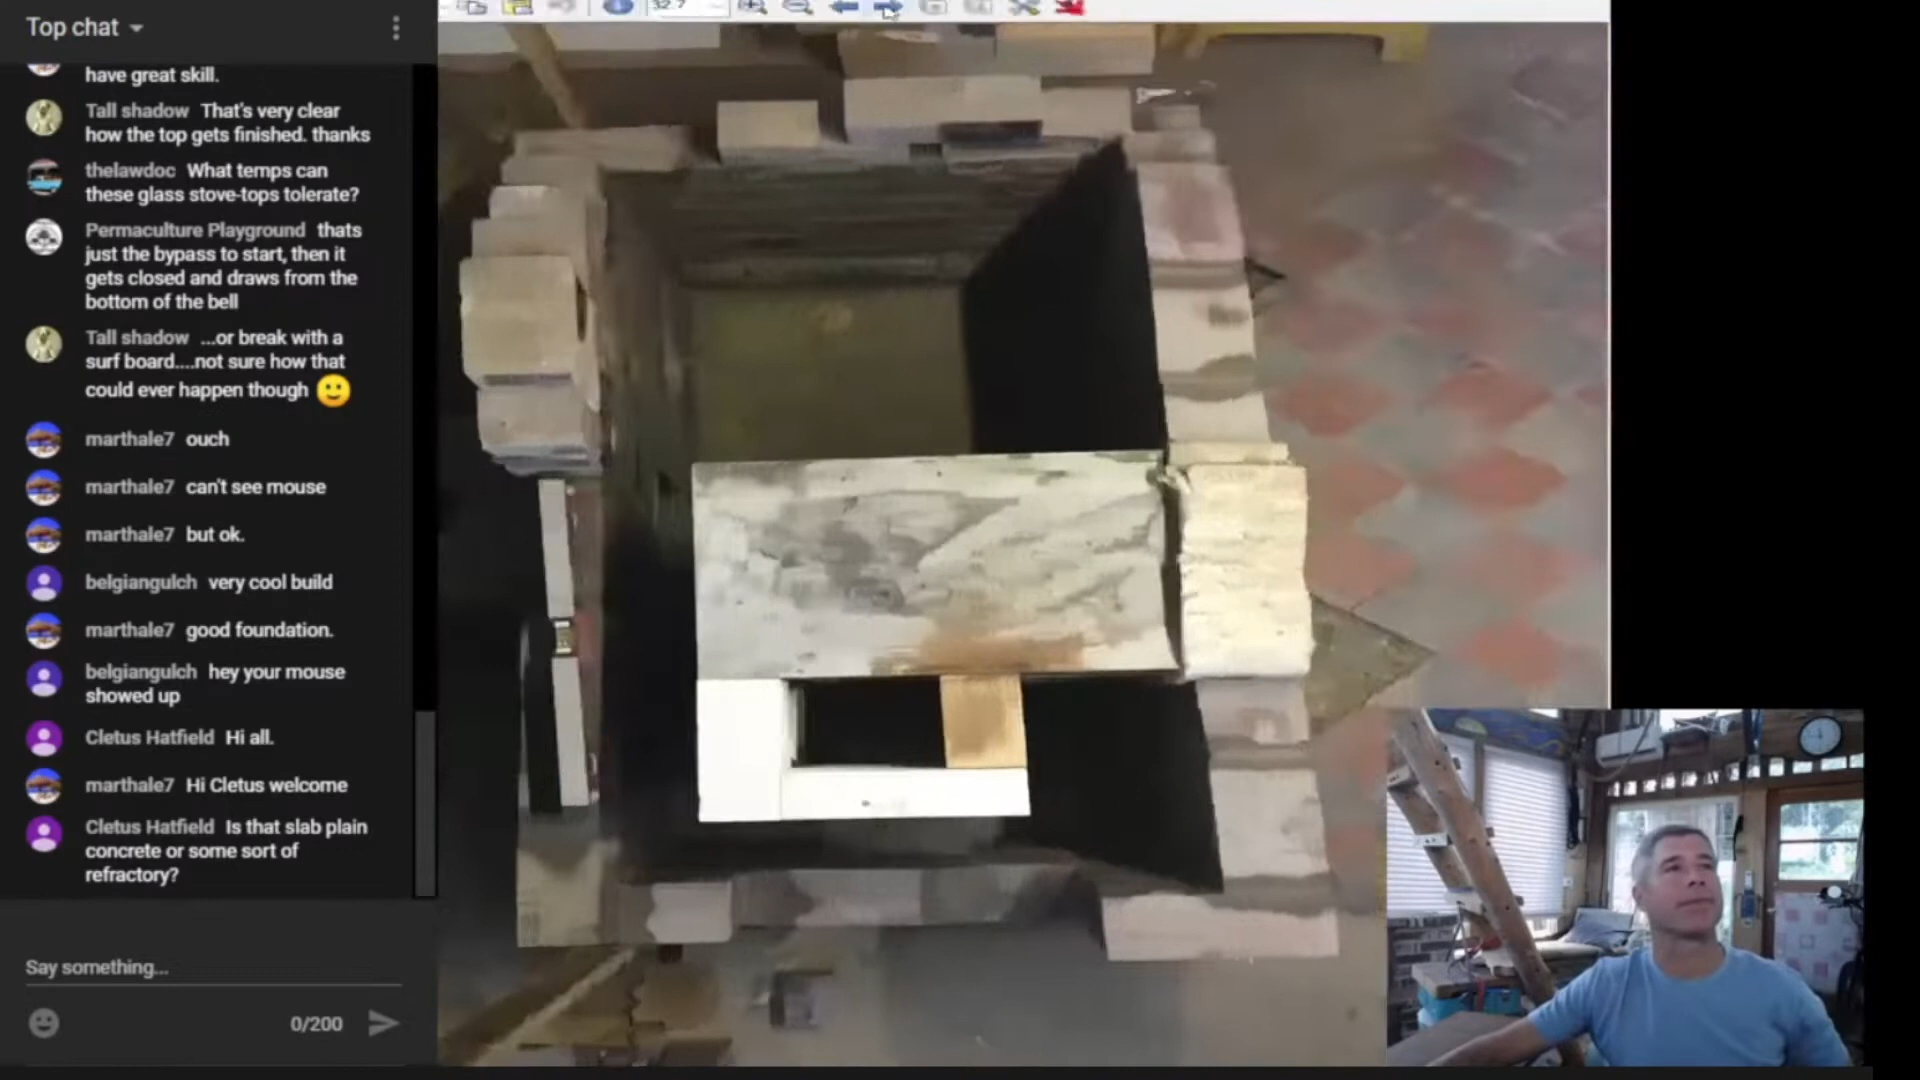 Top chat
have great skill.
Tall shadow That's very clear
how the top gets finished. thanks
thelawdoc What temps can
these glass stove-tops tolerate?
Permaculture Playground thats
just the bypass to start, then it
gets closed and draws from the
bottom of the bell
Tall shadow ...or break with a
surf board....not sure how that
could ever happen though 🙂
marthale7 ouch
marthale7 can't see mouse
marthale7 but ok.
belgiangulch very cool build
marthale7 good foundation.
belgiangulch hey your mouse
showed up
Cletus Hatfield Hi all.
marthale7 Hi Cletus welcome
Cletus Hatfield Is that slab plain
concrete or some sort of
refractory?
Say something...
0/200
32.7